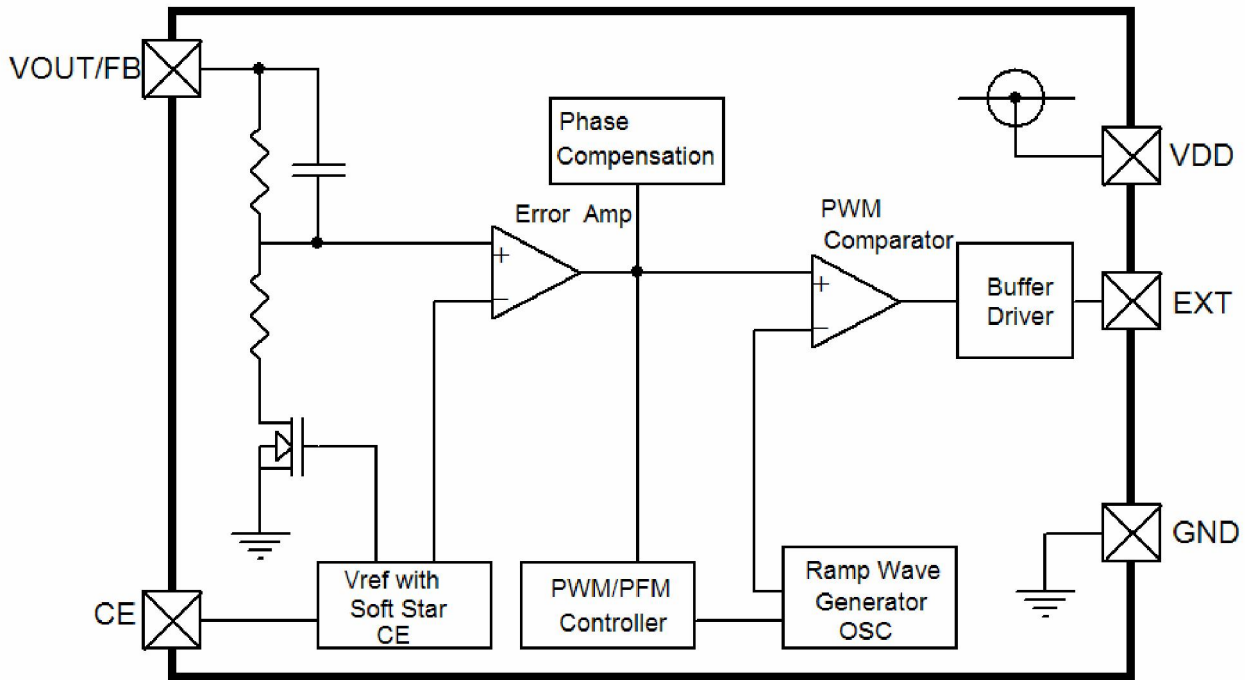 VOUT/FB
Phase
Compensation
VDD
Error Amp
PWM
Comparator
+
−
+
−
Buffer
Driver
EXT
GND
CE
Vref with
Soft Star
CE
PWM/PFM
Controller
Ramp Wave
Generator
OSC